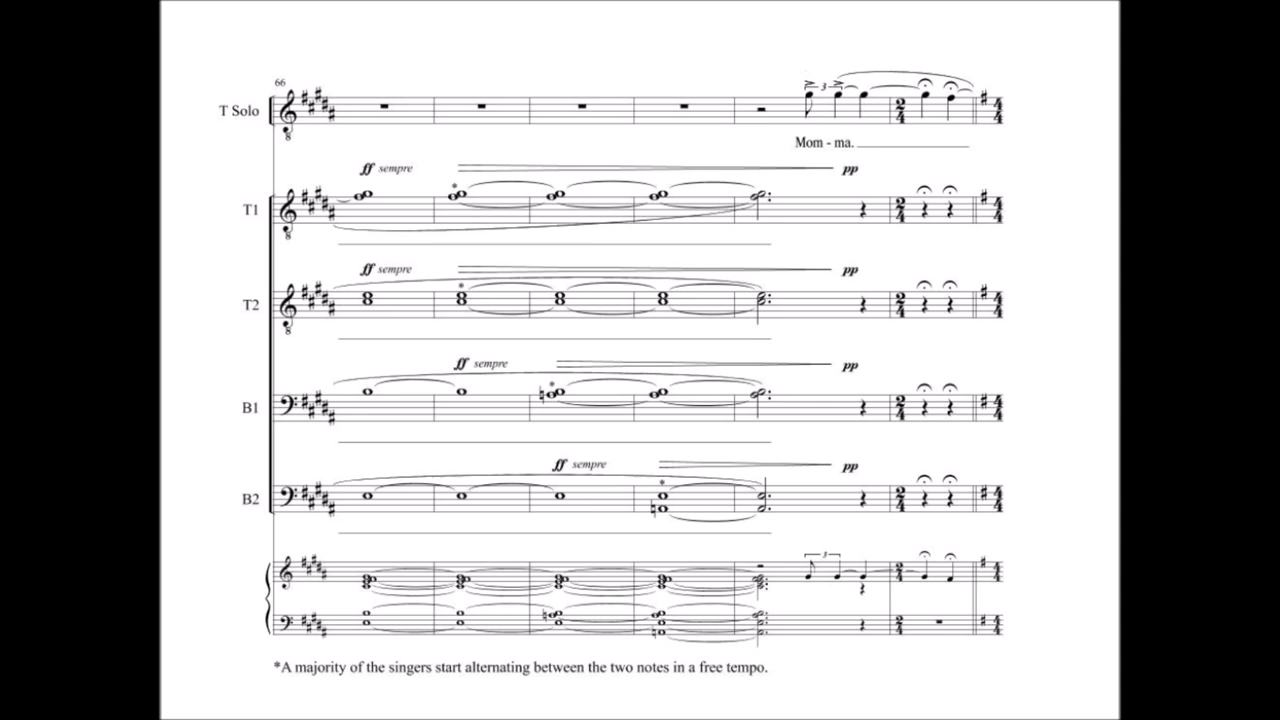 66
T Solo
3
Mom - ma.
ff sempre
pp
T1
ff sempre
pp
T2
ff sempre
pp
B1
ff sempre
pp
B2
3
*A majority of the singers start alternating between the two notes in a free tempo.